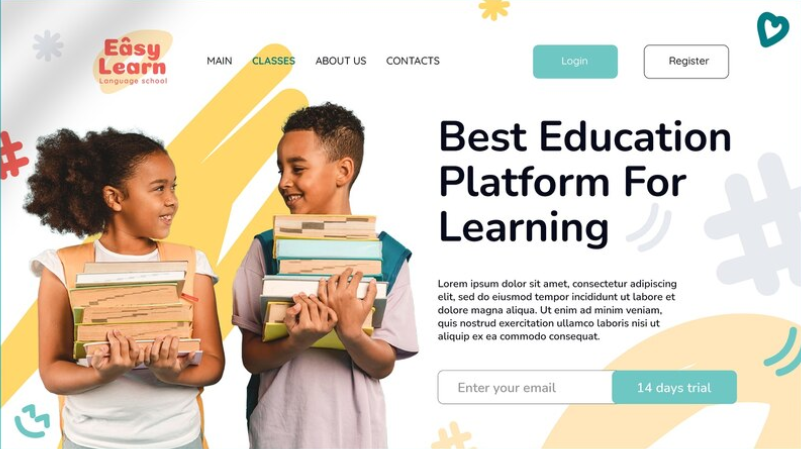 Eâsy
Learn
Language school
MAIN CLASSES ABOUT US CONTACTS
Login Register
Best Education
Platform For
Learning
Lorem ipsum dolor sit amet, consectetur adipiscing
elit, sed do eiusmod tempor incididunt ut labore et
dolore magna aliqua. Ut enim ad minim veniam,
quis nostrud exercitation ullamco laboris nisi ut
aliquip ex ea commodo consequat.
Enter your email 14 days trial